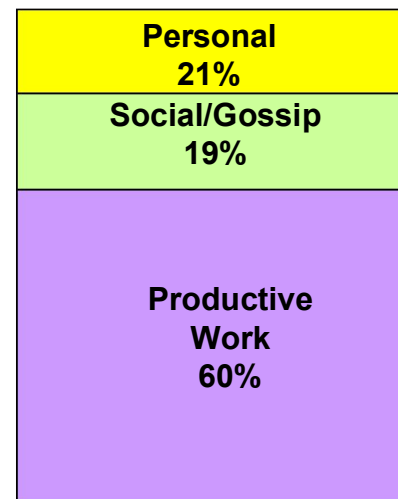 Personal
21%
Social/Gossip
19%
Productive
Work
60%